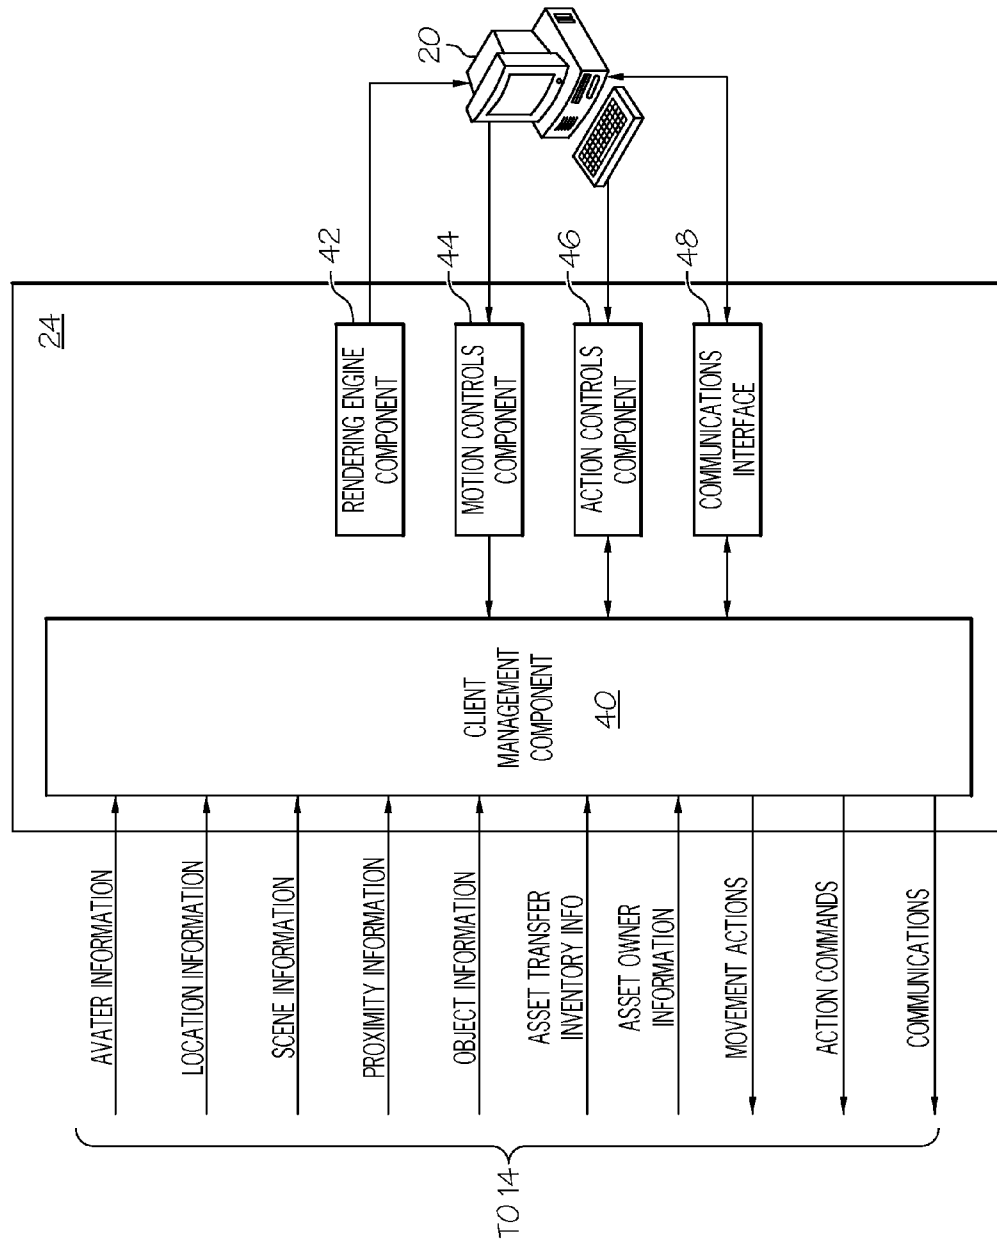 TO 14
AVATER INFORMATION
LOCATION INFORMATION
SCENE INFORMATION
PROXIMITY INFORMATION
OBJECT INFORMATION
ASSET TRANSFER
INVENTORY INFO
ASSET OWNER
INFORMATION
MOVEMENT ACTIONS
ACTION COMMANDS
COMMUNICATIONS
24
CLIENT
MANAGEMENT
COMPONENT
40
42
RENDERING ENGINE
COMPONENT
44
MOTION CONTROLS
COMPONENT
46
ACTION CONTROLS
COMPONENT
48
COMMUNICATIONS
INTERFACE
20